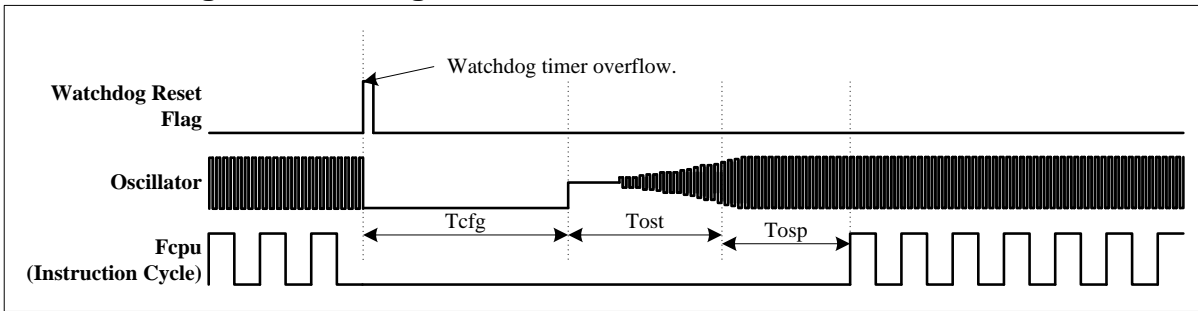 Watchdog timer overflow.
Watchdog Reset
Flag
Oscillator
Tcfg
Tost
Tosp
Fcpu
(Instruction Cycle)